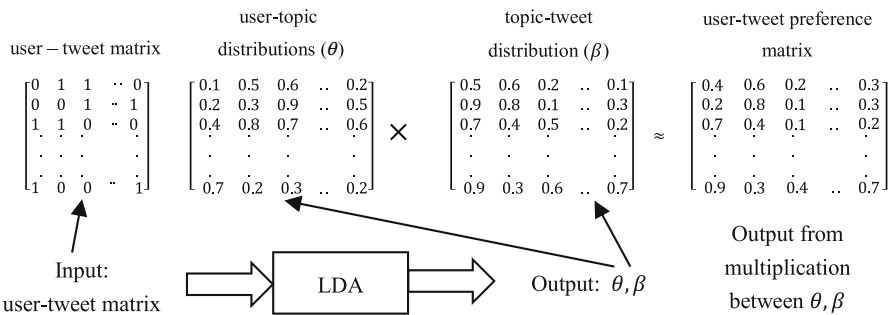 user – tweet matrix
0 1 1 ·· 0
0 0 1 ·· 1
1 1 0 ·· 0
. . . .
. . . .
1 0 0 ·· 1
user-topic
distributions (θ)
0.1 0.5 0.6 .. 0.2
0.2 0.3 0.9 .. 0.5
0.4 0.8 0.7 .. 0.6
. . . .
. . . .
0.7 0.2 0.3 .. 0.2
×
topic-tweet
distribution (β)
0.5 0.6 0.2 .. 0.1
0.9 0.8 0.1 .. 0.3
0.7 0.4 0.5 .. 0.2
. . . .
. . . .
0.9 0.3 0.6 .. 0.7
≈
user-tweet preference
matrix
0.4 0.6 0.2 .. 0.3
0.2 0.8 0.1 .. 0.3
0.7 0.4 0.1 .. 0.2
. . . .
. . . .
0.9 0.3 0.4 .. 0.7
Input:
user-tweet matrix
LDA
Output: θ, β
Output from
multiplication
between θ, β